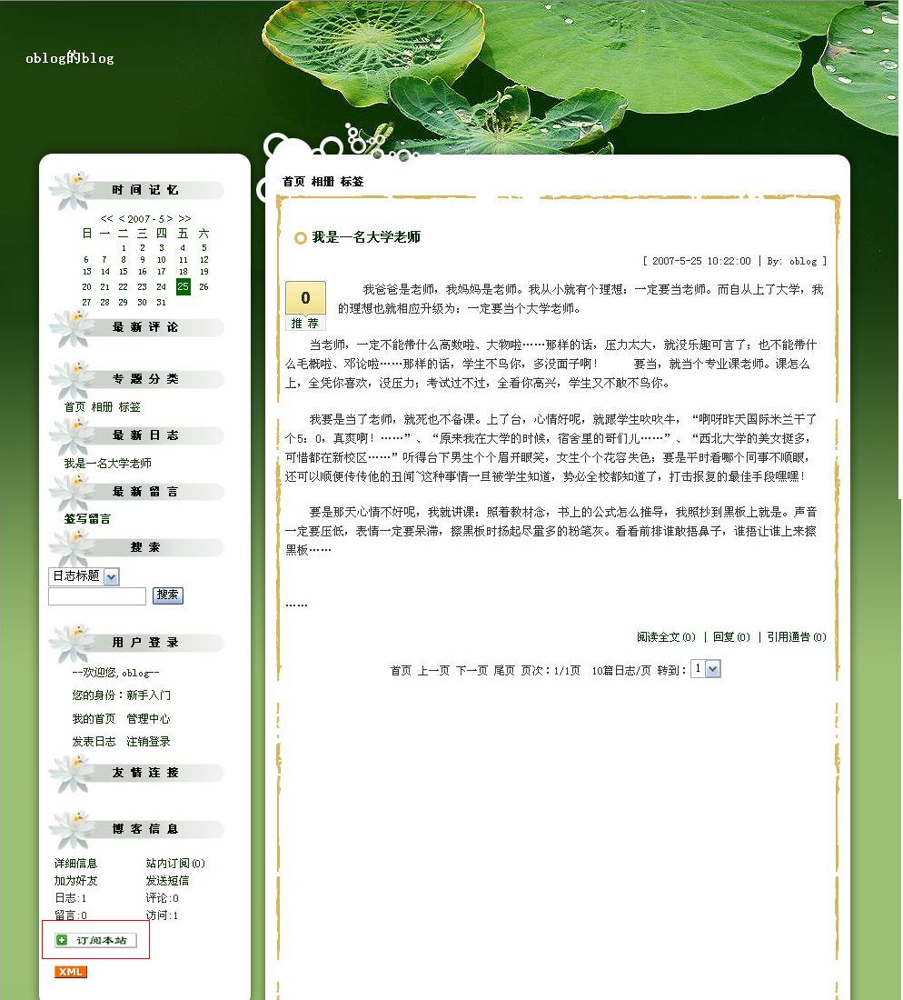 oblog的blog
时间记忆
<< < 2007 - 5 > >>
日 一 二 三 四 五 六
1 2 3 4 5
6 7 8 9 10 11 12
13 14 15 16 17 18 19
20 21 22 23 24 25 26
27 28 29 30 31
最新评论
专题分类
首页 相册 标签
最新日志
我是一名大学老师
最新留言
签写留言
搜索
日志标题
搜索
用户登录
--欢迎您,oblog--
您的身份：新手入门
我的首页 管理中心
发表日志 注销登录
友情连接
博客信息
详细信息 站内订阅(0)
加为好友 发送短信
日志:1 评论:0
留言:0 访问:1
订阅本站
XML
首页 相册 标签
我是一名大学老师
[ 2007-5-25 10:22:00 | By: oblog ]
0
推荐
我爸爸是老师，我妈妈是老师。我从小就有个理想：一定要当老师。而自从上了大学，我
的理想也就相应升级为：一定要当个大学老师。
当老师，一定不能带什么高数啦、大物啦……那样的话，压力太大，就没乐趣可言了；也不能带什
么毛概啦、邓论啦……那样的话，学生不鸟你，多没面子啊！ 要当，就当个专业课老师。课怎么
上，全凭你喜欢，没压力；考试过不过，全看你高兴，学生又不敢不鸟你。
我要是当了老师，就死也不备课。上了台，心情好呢，就跟学生吹吹牛，“啊呀昨天国际米兰干了
个5：0，真爽啊！……”、“原来我在大学的时候，宿舍里的哥们儿……”、“西北大学的美女挺多，
可惜都在新校区……”听得台下男生个个眉开眼笑，女生个个花容失色；要是平时看哪个同事不顺眼，
还可以顺便传传他的丑闻~这种事情一旦被学生知道，势必全校都知道了，打击报复的最佳手段嘿嘿！
要是那天心情不好呢，我就讲课：照着教材念，书上的公式怎么推导，我照抄到黑板上就是。声音
一定要压低，表情一定要呆滞，擦黑板时扬起尽量多的粉笔灰。看看前排谁敢捂鼻子，谁捂让谁上来擦
黑板……
……
阅读全文(0) | 回复(0) | 引用通告(0)
首页 上一页 下一页 尾页 页次：1/1页 10篇日志/页 转到： 1